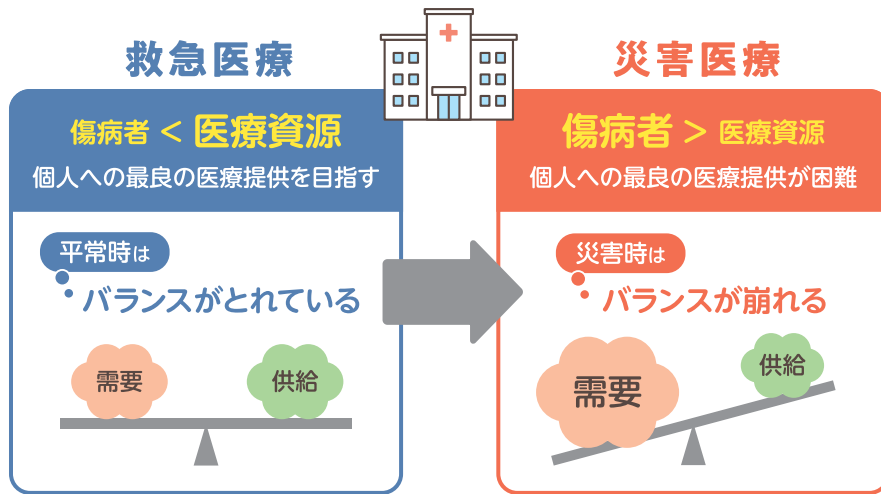 救急医療
傷病者 < 医療資源
個人への最良の医療提供を目指す
平常時は
バランスがとれている
需要
供給
災害医療
傷病者 > 医療資源
個人への最良の医療提供が困難
災害時は
バランスが崩れる
需要
供給